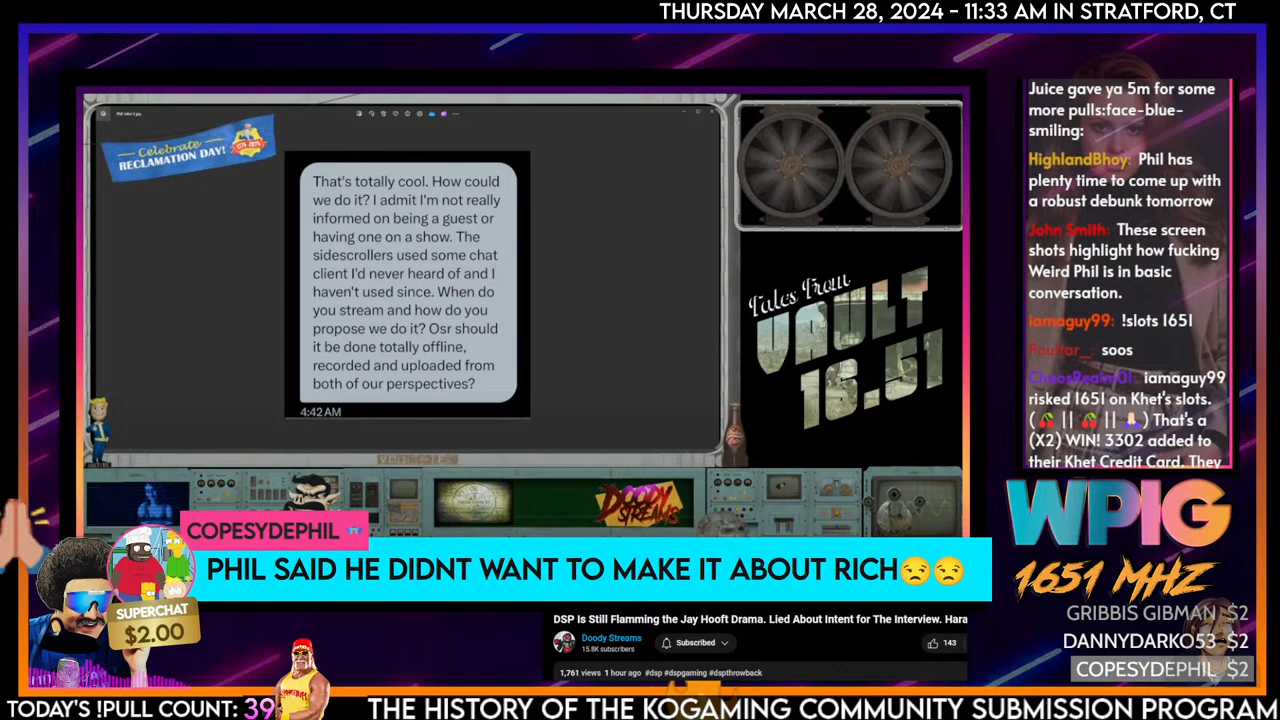 THURSDAY MARCH 28, 2024 - 11:33 AM IN STRATFORD, CT
Celebrate
RECLAMATION DAY!
That's totally cool. How could
we do it? I admit I'm not really
informed on being a guest or
having one on a show. The
sidescrollers used some chat
client I'd never heard of and I
haven't used since. When do
you stream and how do you
propose we do it? Osr should
it be done totally offline,
recorded and uploaded from
both of our perspectives?
4:42 AM
Tales From
VAULT
16.51
DOODY
STREAMS
Juice gave ya 5m for some
more pulls:face-blue-
smiling:
HighlandBhoy: Phil has
plenty time to come up with
a robust debunk tomorrow
John Smith: These screen
shots highlight how fucking
Weird Phil is in basic
conversation.
iamaguy99: !slots 1651
soos
ChaosRealm01: iamaguy99
risked 1651 on Khet's slots.
(🍒 || 🍒 || 🙏🏻) That's a
(X2) WIN! 3302 added to
their Khet Credit Card. They
WPIG
1651 MHZ
GRIBBIS GIBMAN $2
DANNYDARKO53 $2
COPESYDEPHIL $2
COPESYDEPHIL
PHIL SAID HE DIDNT WANT TO MAKE IT ABOUT RICH😒😒
SUPERCHAT
$2.00
DSP Is Still Flamming the Jay Hooft Drama. Lied About Intent for The Interview. Hara
Doody Streams
15.8K subscribers
Subscribed
143
1,761 views 1 hour ago #dsp #dspgaming #dspthrowback
TODAY'S !PULL COUNT: 39
THE HISTORY OF THE KOGAMING COMMUNITY SUBMISSION PROGRAM